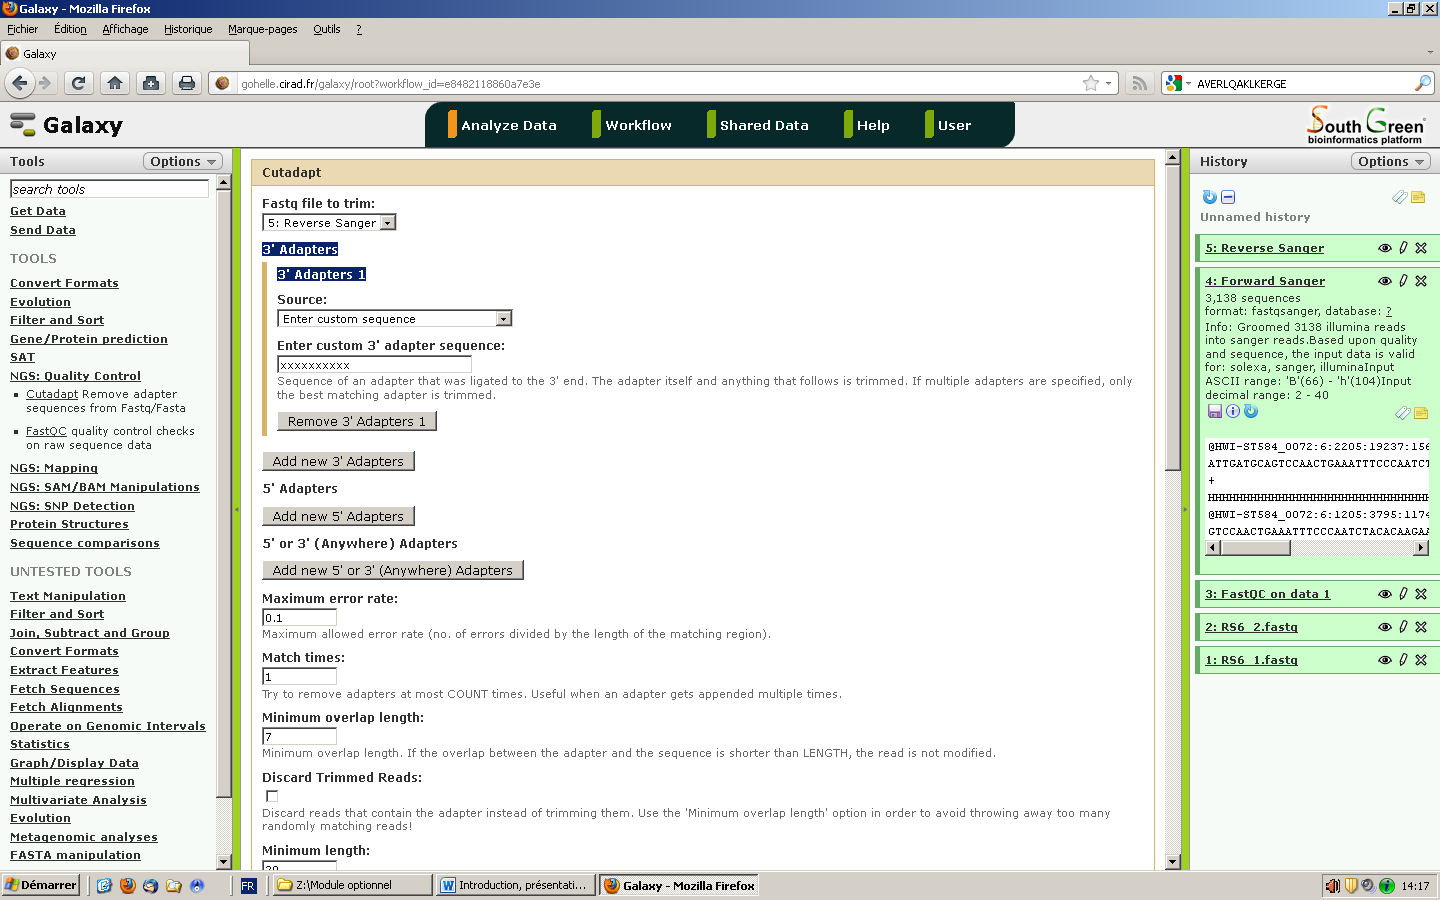 Galaxy - Mozilla Firefox
Fichier Édition Affichage Historique Marque-pages Outils ?
Galaxy
gohelle.cirad.fr/galaxy/root?workflow_id=e8482118860a7e3e
AVERLQAKLKERGE
Galaxy
Analyze Data Workflow Shared Data Help User
South Green
bioinformatics platform
Tools Options
search tools
Get Data
Send Data
TOOLS
Convert Formats
Evolution
Filter and Sort
Gene/Protein prediction
SAT
NGS: Quality Control
Cutadapt Remove adapter
sequences from Fastq/Fasta
FastQC quality control checks
on raw sequence data
NGS: Mapping
NGS: SAM/BAM Manipulations
NGS: SNP Detection
Protein Structures
Sequence comparisons
UNTESTED TOOLS
Text Manipulation
Filter and Sort
Join, Subtract and Group
Convert Formats
Extract Features
Fetch Sequences
Fetch Alignments
Operate on Genomic Intervals
Statistics
Graph/Display Data
Multiple regression
Multivariate Analysis
Evolution
Metagenomic analyses
FASTA manipulation
Cutadapt
Fastq file to trim:
5: Reverse Sanger
3' Adapters
3' Adapters 1
Source:
Enter custom sequence
Enter custom 3' adapter sequence:
xxxxxxxxxx
Sequence of an adapter that was ligated to the 3' end. The adapter itself and anything that follows is trimmed. If multiple adapters are specified, only
the best matching adapter is trimmed.
Remove 3' Adapters 1
Add new 3' Adapters
5' Adapters
Add new 5' Adapters
5' or 3' (Anywhere) Adapters
Add new 5' or 3' (Anywhere) Adapters
Maximum error rate:
0.1
Maximum allowed error rate (no. of errors divided by the length of the matching region).
Match times:
1
Try to remove adapters at most COUNT times. Useful when an adapter gets appended multiple times.
Minimum overlap length:
7
Minimum overlap length. If the overlap between the adapter and the sequence is shorter than LENGTH, the read is not modified.
Discard Trimmed Reads:
Discard reads that contain the adapter instead of trimming them. Use the 'Minimum overlap length' option in order to avoid throwing away too many
randomly matching reads!
Minimum length:
History Options
Unnamed history
5: Reverse Sanger
4: Forward Sanger
3,138 sequences
format: fastqsanger, database: ?
Info: Groomed 3138 illumina reads
into sanger reads.Based upon quality
and sequence, the input data is valid
for: solexa, sanger, illuminaInput
ASCII range: 'B'(66) - 'h'(104)Input
decimal range: 2 - 40
@HWI-ST584_0072:6:2205:19237:156
ATTGATGCAGTCCAACTGAAATTTCCCAATCT
+
@HWI-ST584_0072:6:1205:3795:1174
GTCCAACTGAAATTTCCCAATCTACACAAGAA
3: FastQC on data 1
2: RS6_2.fastq
1: RS6_1.fastq
Démarrer FR Z:\Module optionnel Introduction, présentati... Galaxy - Mozilla Firefox 14:17